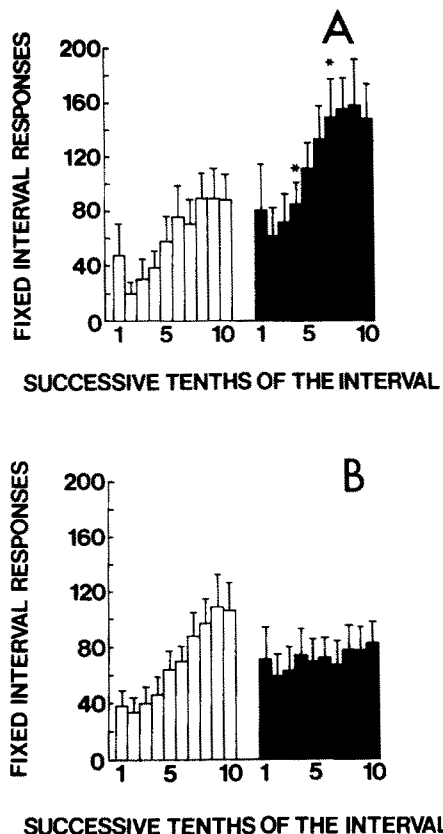 A
FIXED INTERVAL RESPONSES
200
160
120
80
40
0
*
*
1 5 10 1 5 10
SUCCESSIVE TENTHS OF THE INTERVAL
B
FIXED INTERVAL RESPONSES
200
160
120
80
40
0
1 5 10 1 5 10
SUCCESSIVE TENTHS OF THE INTERVAL